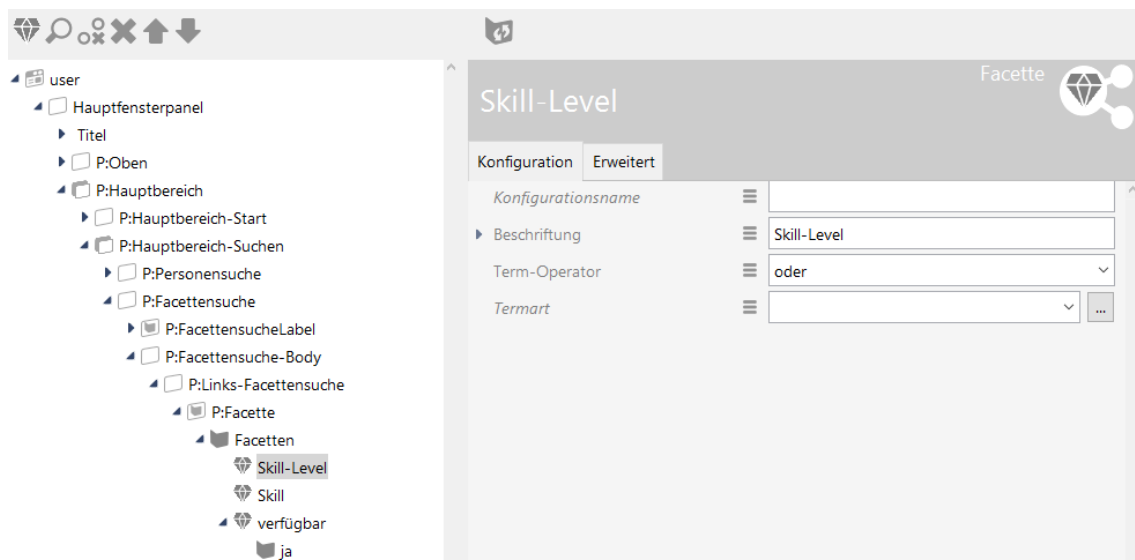 user
Hauptfensterpanel
Titel
P:Oben
P:Hauptbereich
P:Hauptbereich-Start
P:Hauptbereich-Suchen
P:Personensuche
P:Facettensuche
P:FacettensucheLabel
P:Facettensuche-Body
P:Links-Facettensuche
P:Facette
Facetten
Skill-Level
Skill
verfügbar
ja
Facette
Skill-Level
Konfiguration Erweitert
Konfigurationsname
Beschriftung Skill-Level
Term-Operator oder
Termart ...